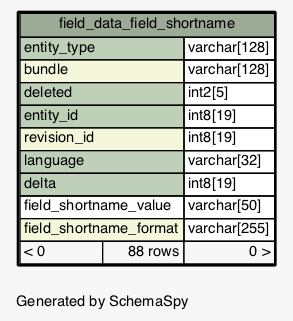 field_data_field_shortname
entity_type varchar[128]
bundle varchar[128]
deleted int2[5]
entity_id int8[19]
revision_id int8[19]
language varchar[32]
delta int8[19]
field_shortname_value varchar[50]
field_shortname_format varchar[255]
< 0 88 rows 0 >
Generated by SchemaSpy